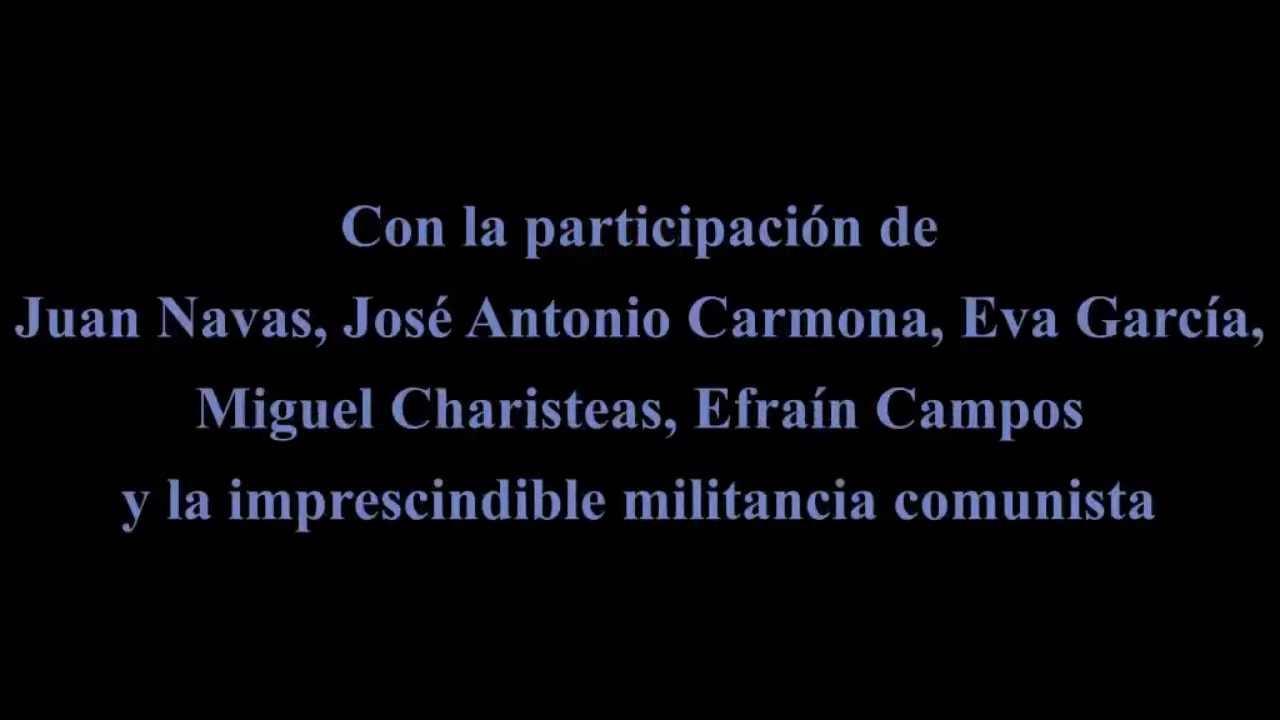 Con la participación de
Juan Navas, José Antonio Carmona, Eva García,
Miguel Charisteas, Efraín Campos
y la imprescindible militancia comunista